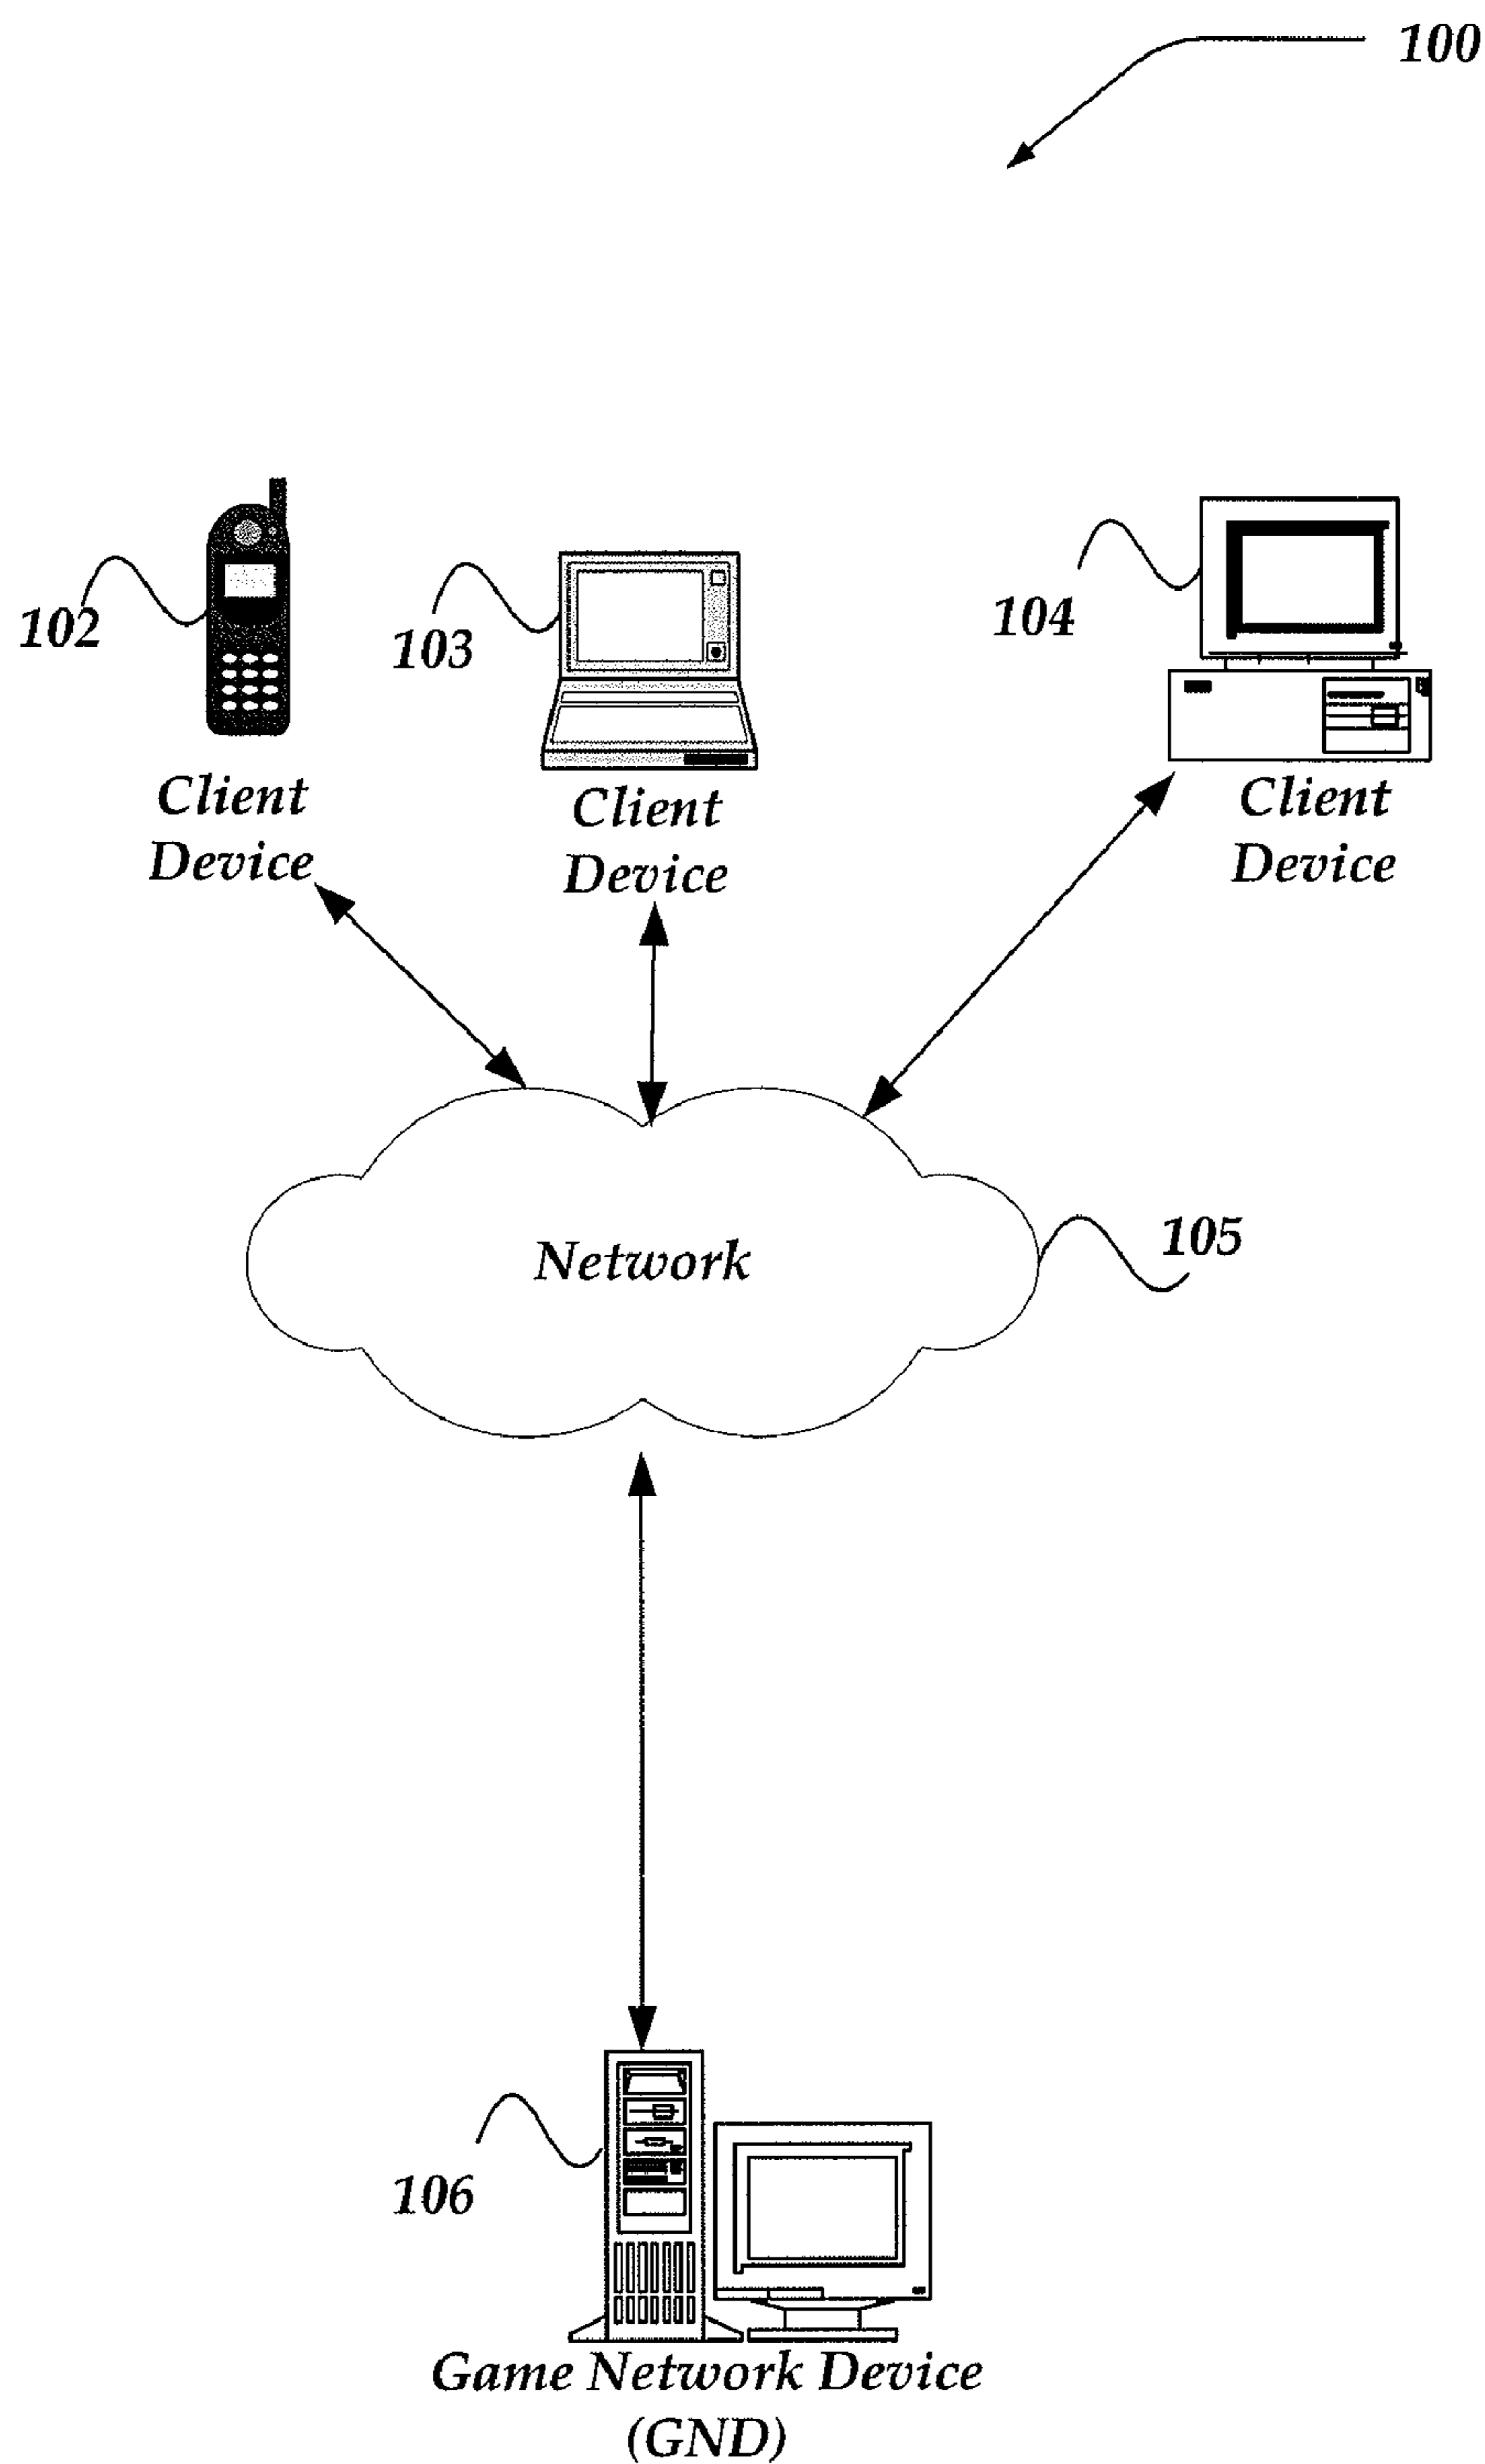 100
102
103
104
Client
Device
Client
Device
Client
Device
Network
105
106
Game Network Device
(GND)